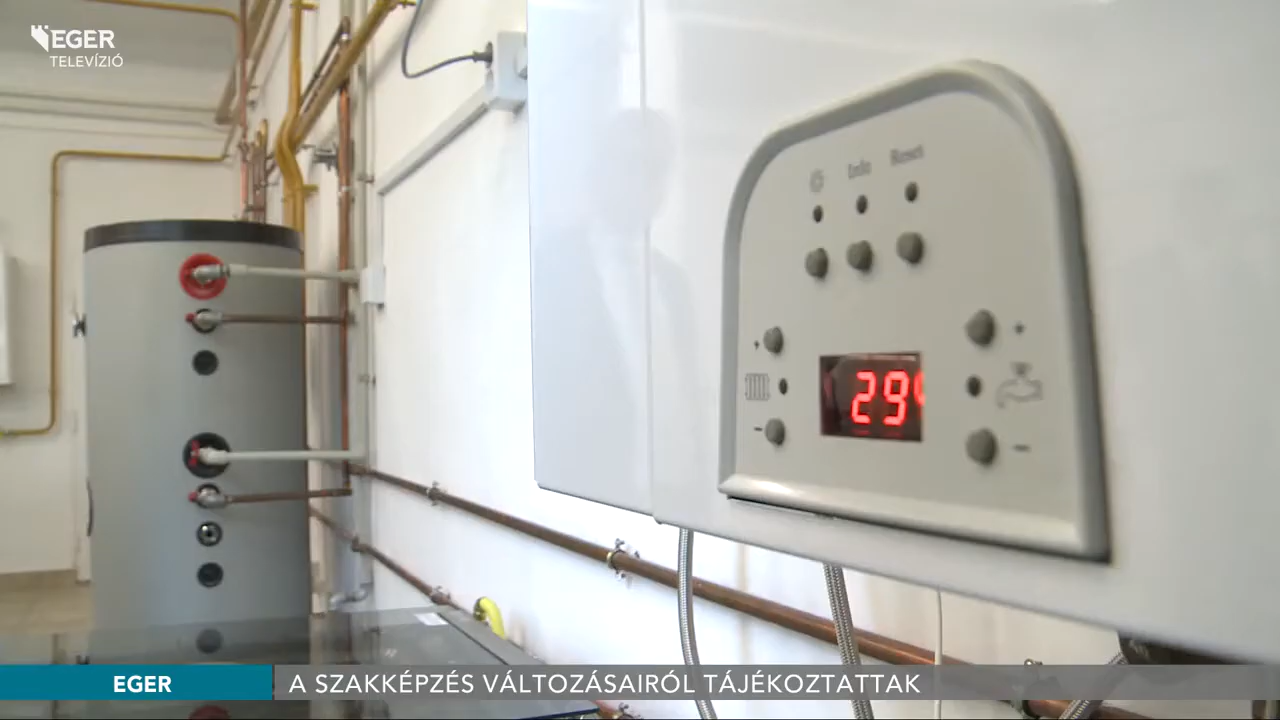 EGER
TELEVÍZIÓ
Info
Reset
+
+
29°
-
-
EGER
A SZAKKÉPZÉS VÁLTOZÁSAIRÓL TÁJÉKOZTATTAK